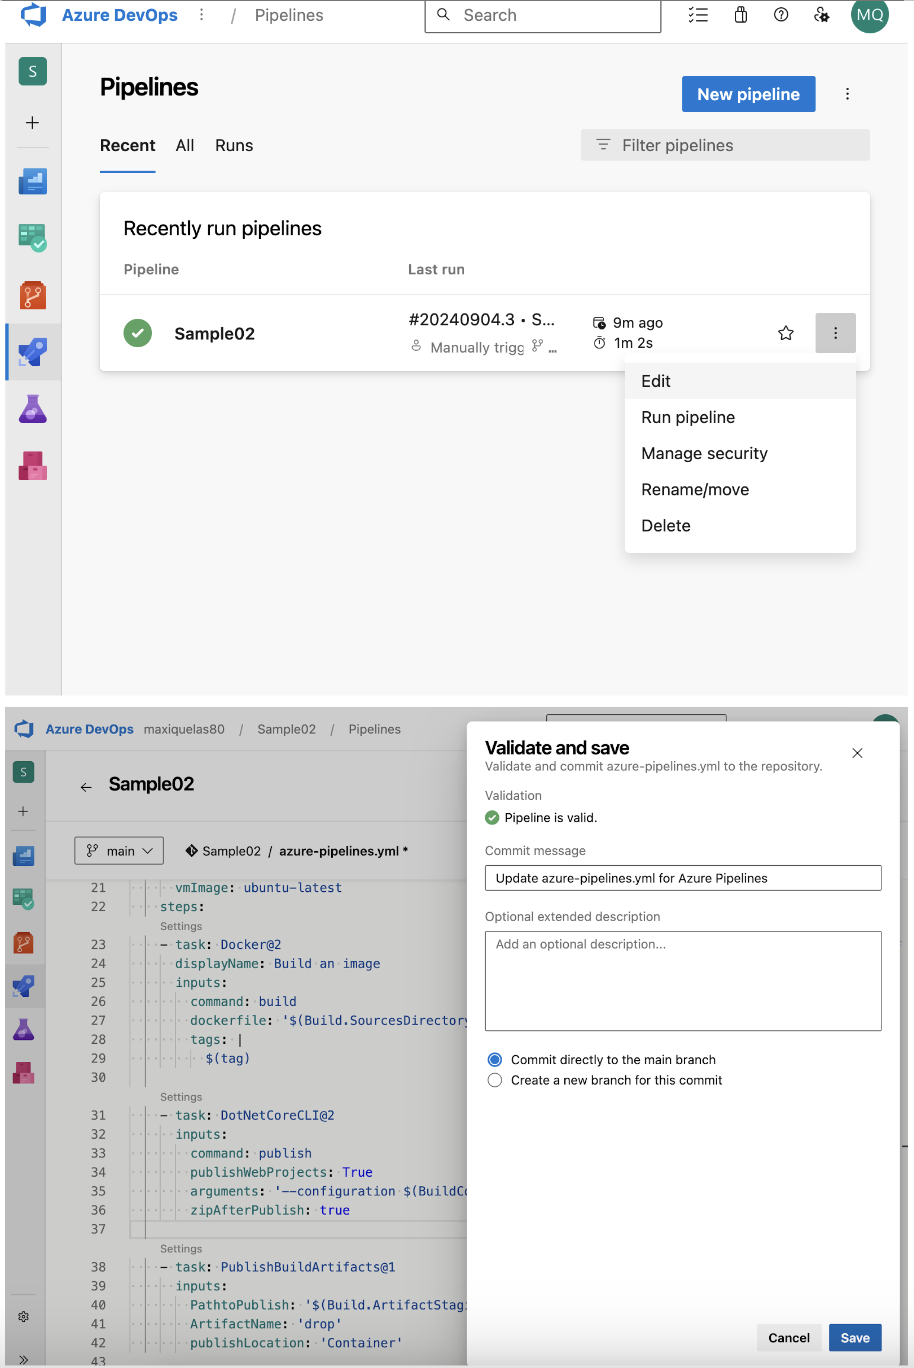 Azure DevOps / Pipelines Search MQ
S
Pipelines
New pipeline
Recent All Runs
Filter pipelines
Recently run pipelines
Pipeline Last run
Sample02
#20240904.3 • S...
Manually trigg ...
9m ago
1m 2s
Edit
Run pipeline
Manage security
Rename/move
Delete
Azure DevOps maxiquelas80 / Sample02 / Pipelines
S
Sample02
main
Sample02 / azure-pipelines.yml *
21 vmImage: ubuntu-latest
22 steps:
Settings
23 - task: Docker@2
24 displayName: Build an image
25 inputs:
26 command: build
27 dockerfile: '$(Build.SourcesDirectory
28 tags: |
29 $(tag)
30
Settings
31 - task: DotNetCoreCLI@2
32 inputs:
33 command: publish
34 publishWebProjects: True
35 arguments: '--configuration $(BuildCo
36 zipAfterPublish: true
37
Settings
38 - task: PublishBuildArtifacts@1
39 inputs:
40 PathtoPublish: '$(Build.ArtifactStag
41 ArtifactName: 'drop'
42 publishLocation: 'Container'
43
Validate and save
Validate and commit azure-pipelines.yml to the repository.
Validation
Pipeline is valid.
Commit message
Update azure-pipelines.yml for Azure Pipelines
Optional extended description
Add an optional description...
Commit directly to the main branch
Create a new branch for this commit
Cancel Save